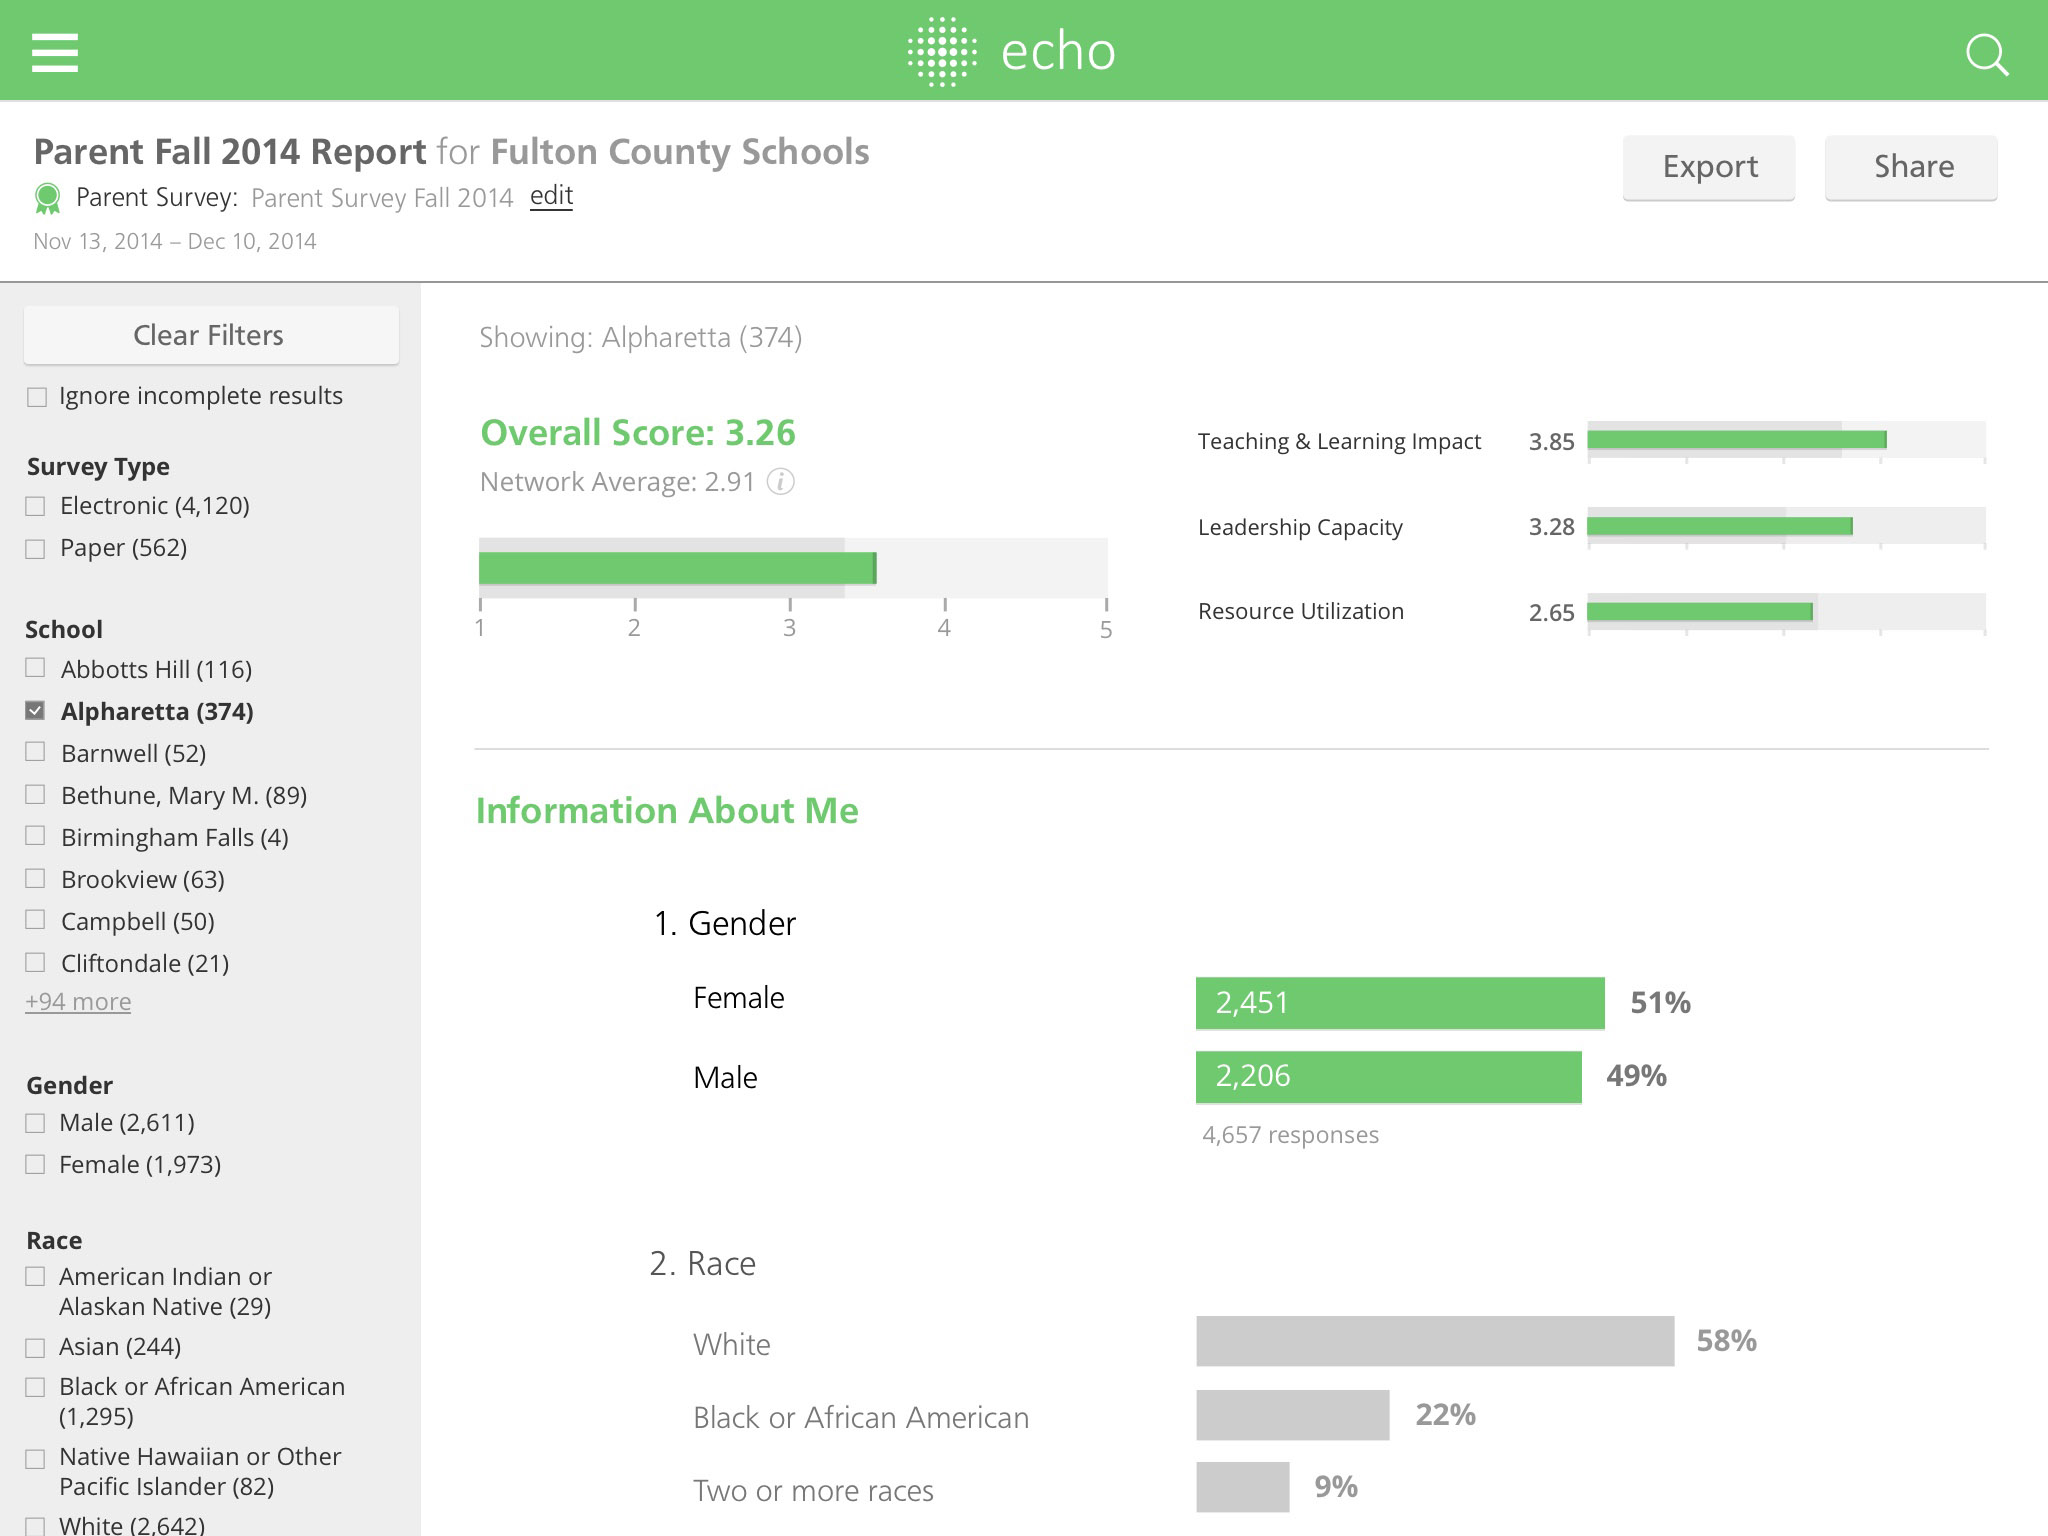 echo
Parent Fall 2014 Report for Fulton County Schools
Parent Survey: Parent Survey Fall 2014 edit
Nov 13, 2014 – Dec 10, 2014
Export
Share
Clear Filters
Ignore incomplete results
Survey Type
Electronic (4,120)
Paper (562)
School
Abbotts Hill (116)
Alpharetta (374)
Barnwell (52)
Bethune, Mary M. (89)
Birmingham Falls (4)
Brookview (63)
Campbell (50)
Cliftondale (21)
+94 more
Gender
Male (2,611)
Female (1,973)
Race
American Indian or
Alaskan Native (29)
Asian (244)
Black or African American
(1,295)
Native Hawaiian or Other
Pacific Islander (82)
White (2,642)
Showing: Alpharetta (374)
Overall Score: 3.26
Network Average: 2.91 i
1 2 3 4 5
Teaching & Learning Impact 3.85
Leadership Capacity 3.28
Resource Utilization 2.65
Information About Me
1. Gender
Female 2,451 51%
Male 2,206 49%
4,657 responses
2. Race
White 58%
Black or African American 22%
Two or more races 9%